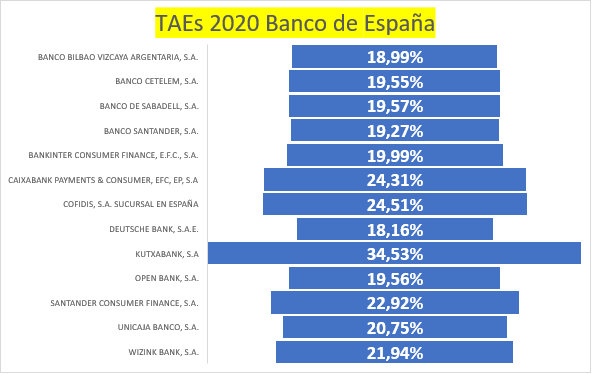 TAEs 2020 Banco de España
BANCO BILBAO VIZCAYA ARGENTARIA, S.A. 18,99%
BANCO CETELEM, S.A. 19,55%
BANCO DE SABADELL, S.A. 19,57%
BANCO SANTANDER, S.A. 19,27%
BANKINTER CONSUMER FINANCE, E.F.C., S.A. 19,99%
CAIXABANK PAYMENTS & CONSUMER, EFC, EP, S.A 24,31%
COFIDIS, S.A. SUCURSAL EN ESPAÑA 24,51%
DEUTSCHE BANK, S.A.E. 18,16%
KUTXABANK, S.A 34,53%
OPEN BANK, S.A. 19,56%
SANTANDER CONSUMER FINANCE, S.A. 22,92%
UNICAJA BANCO, S.A. 20,75%
WIZINK BANK, S.A. 21,94%